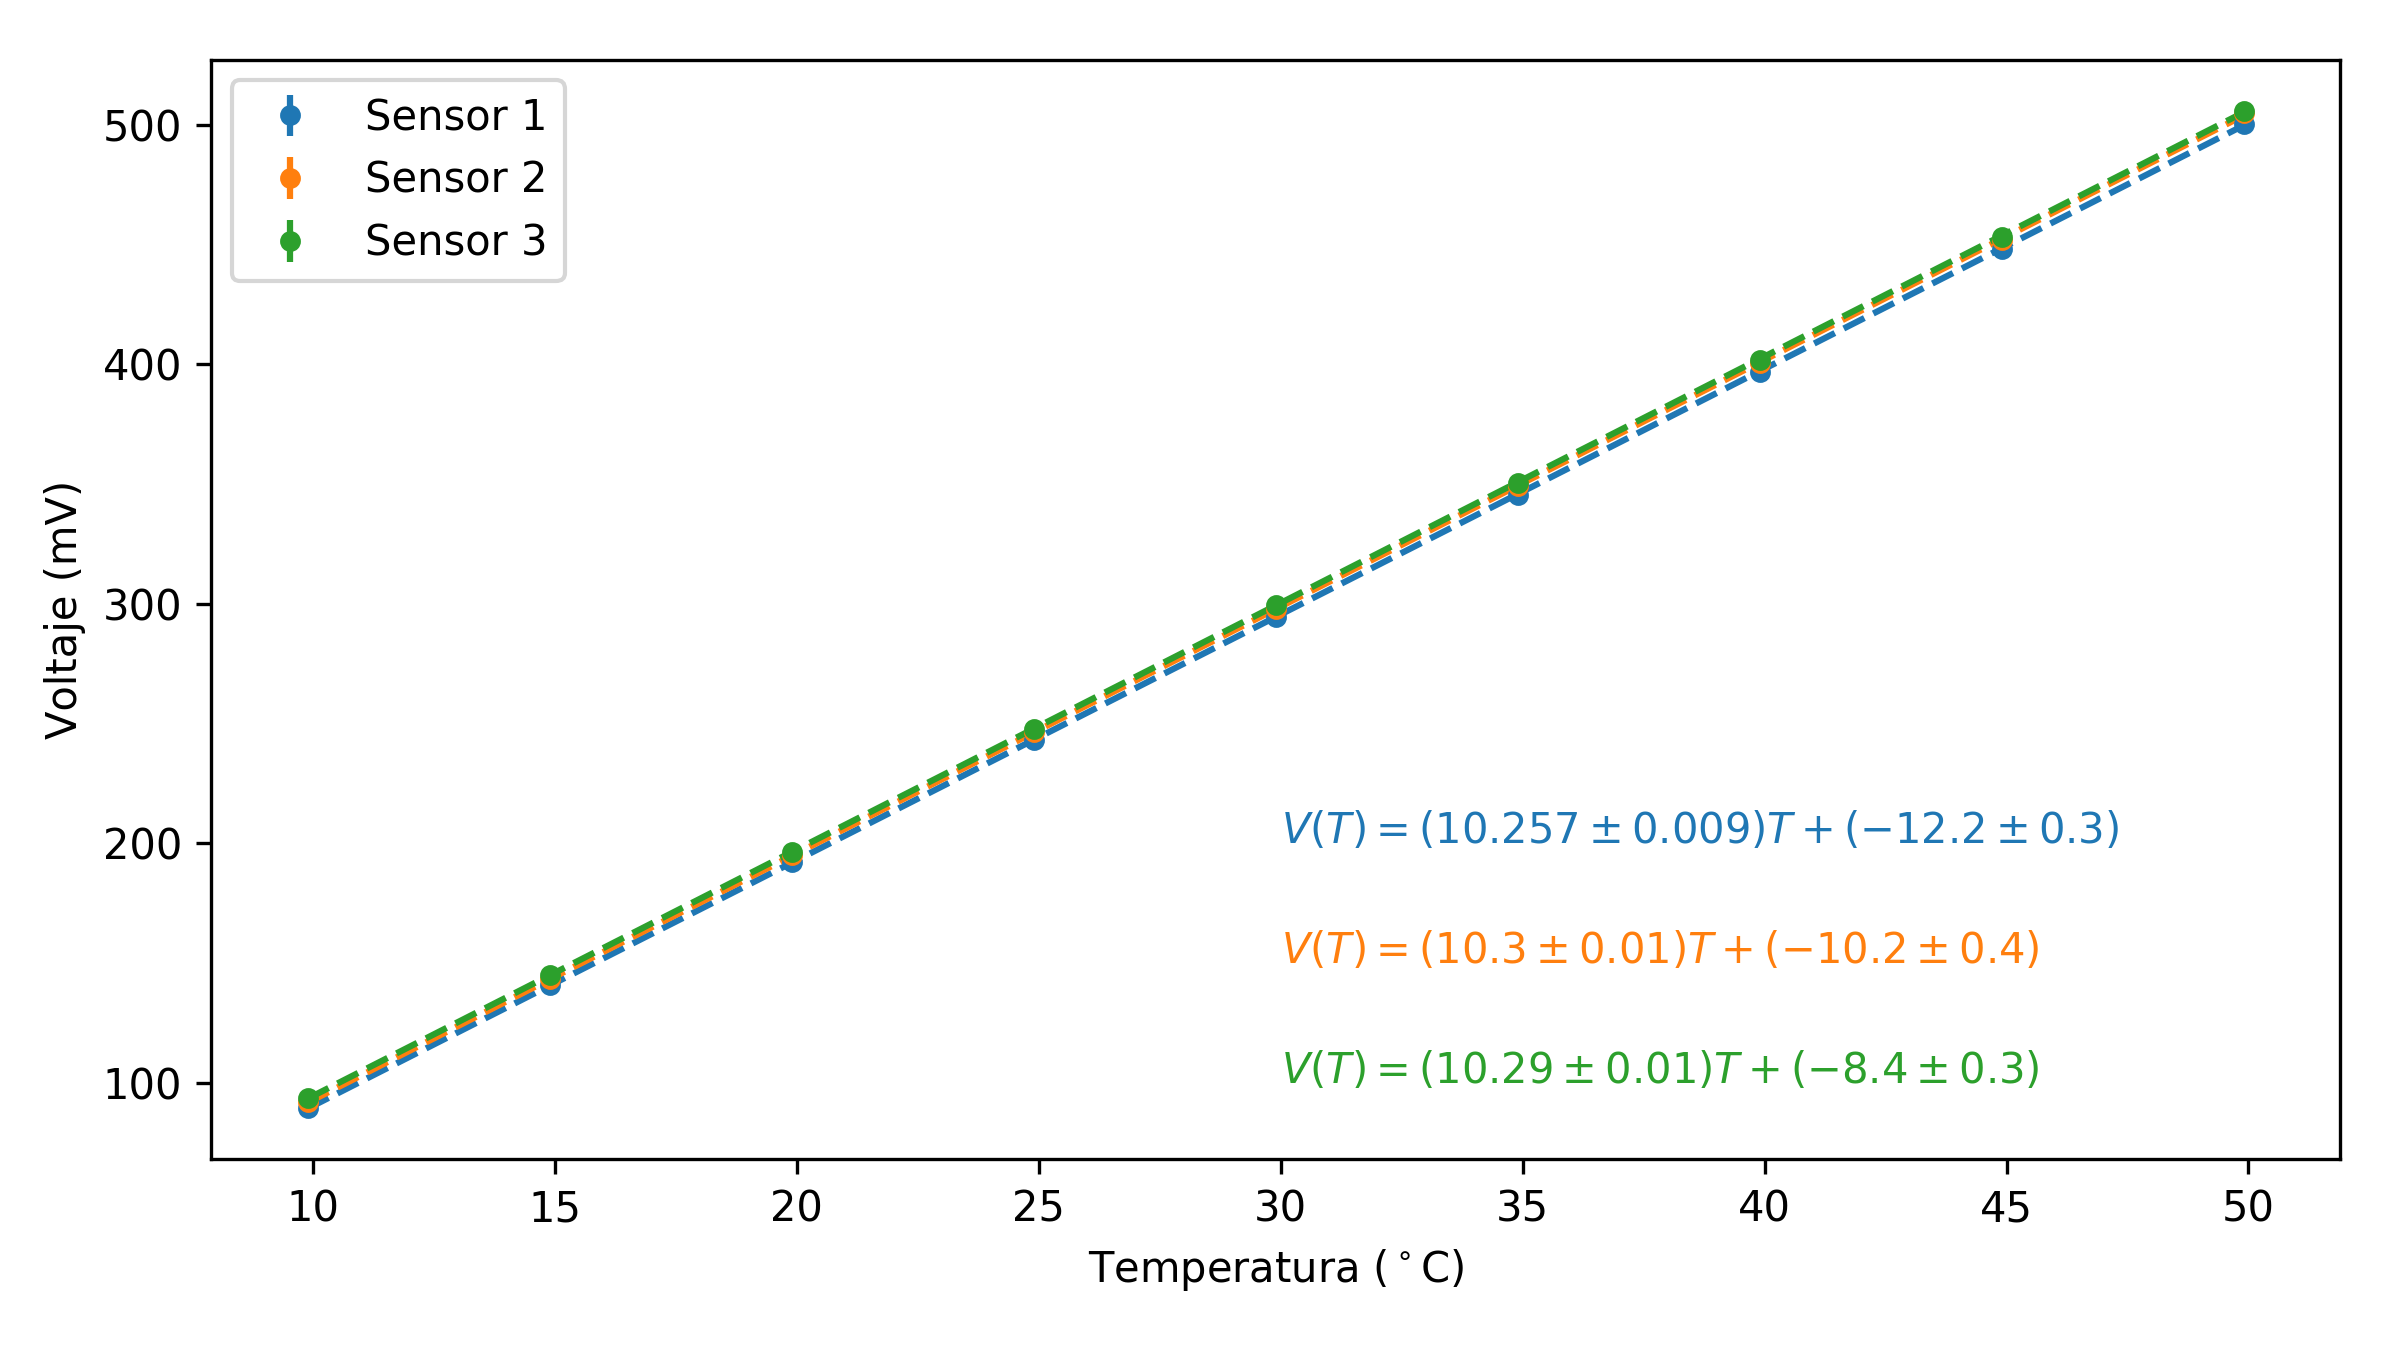 Sensor 1
Sensor 2
Sensor 3
500
400
300
200
100
Voltaje (mV)
V(T) = (10.257 ± 0.009)T + (−12.2 ± 0.3)
V(T) = (10.3 ± 0.01)T + (−10.2 ± 0.4)
V(T) = (10.29 ± 0.01)T + (−8.4 ± 0.3)
10 15 20 25 30 35 40 45 50
Temperatura (°C)